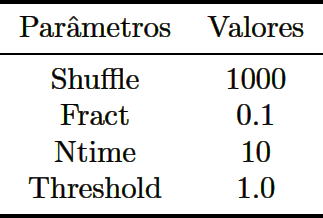 Parâmetros Valores
Shuffle 1000
Fract 0.1
Ntime 10
Threshold 1.0